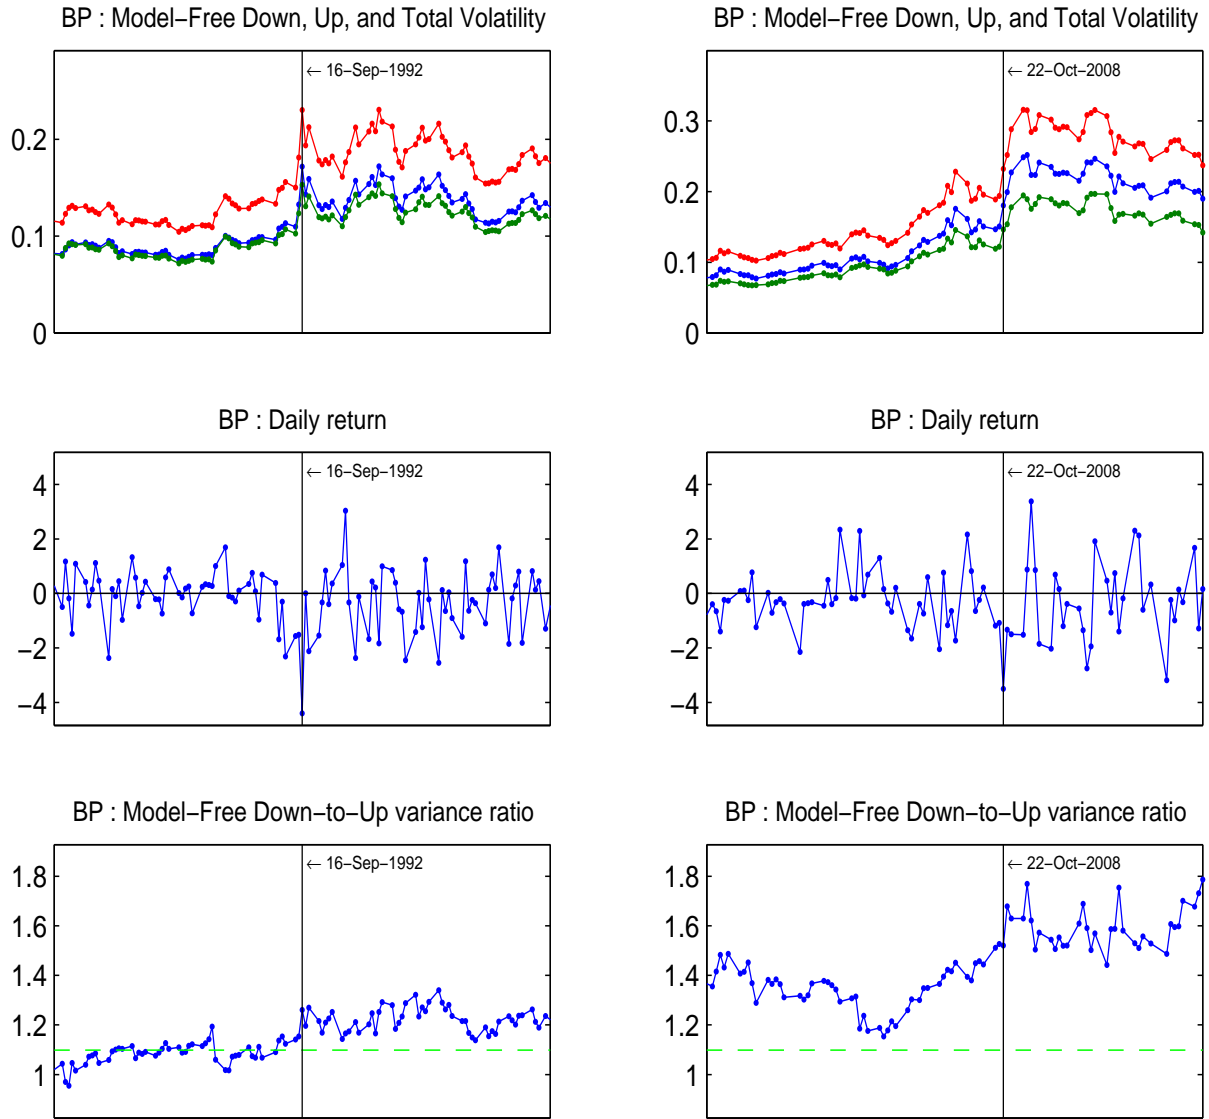 BP : Model−Free Down, Up, and Total Volatility
← 16−Sep−1992
0.2
0.1
0
BP : Model−Free Down, Up, and Total Volatility
← 22−Oct−2008
0.3
0.2
0.1
0
BP : Daily return
← 16−Sep−1992
4
2
0
−2
−4
BP : Daily return
← 22−Oct−2008
4
2
0
−2
−4
BP : Model−Free Down−to−Up variance ratio
← 16−Sep−1992
1.8
1.6
1.4
1.2
1
BP : Model−Free Down−to−Up variance ratio
← 22−Oct−2008
1.8
1.6
1.4
1.2
1